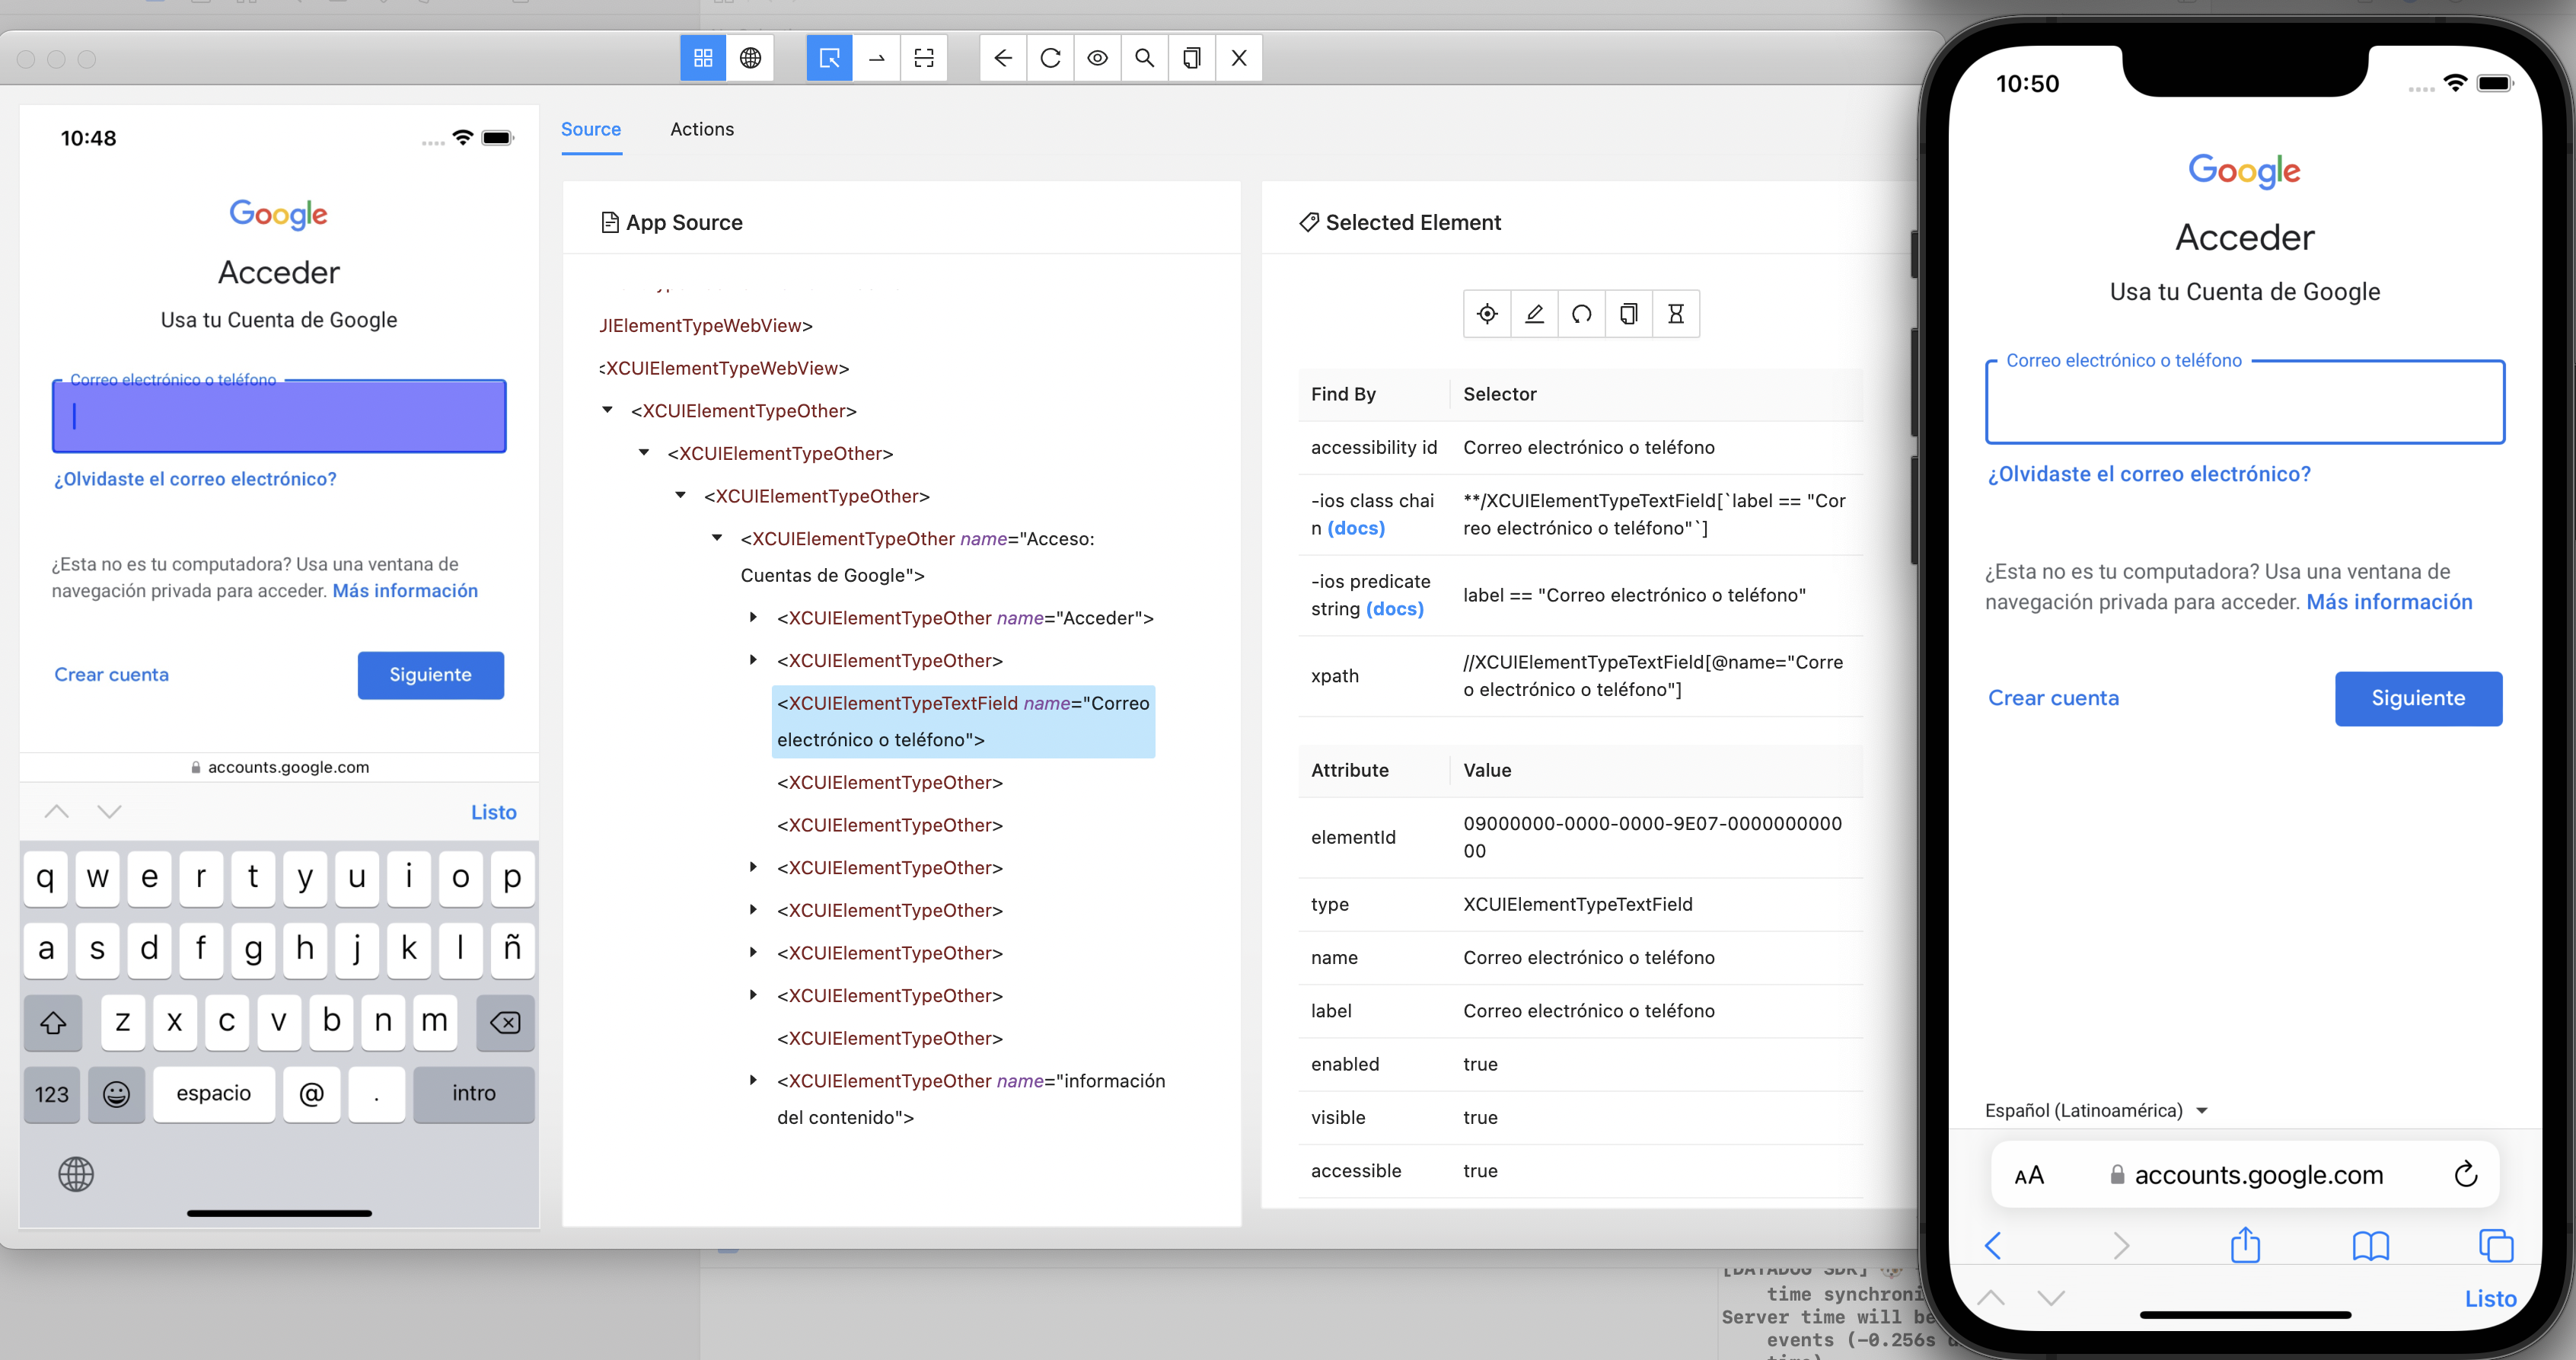 10:48
Google
Acceder
Usa tu Cuenta de Google
Correo electrónico o teléfono
¿Olvidaste el correo electrónico?
¿Esta no es tu computadora? Usa una ventana de
navegación privada para acceder. Más información
Crear cuenta
Siguiente
accounts.google.com
Listo
q w e r t y u i o p
a s d f g h j k l ñ
z x c v b n m
123 espacio @ . intro
Source
Actions
App Source
UIElementTypeWebView>
<XCUIElementTypeWebView>
<XCUIElementTypeOther>
<XCUIElementTypeOther>
<XCUIElementTypeOther>
<XCUIElementTypeOther name="Acceso:
Cuentas de Google">
<XCUIElementTypeOther name="Acceder">
<XCUIElementTypeOther>
<XCUIElementTypeTextField name="Correo
electrónico o teléfono">
<XCUIElementTypeOther>
<XCUIElementTypeOther>
<XCUIElementTypeOther>
<XCUIElementTypeOther>
<XCUIElementTypeOther>
<XCUIElementTypeOther>
<XCUIElementTypeOther>
<XCUIElementTypeOther name="información
del contenido">
Selected Element
Find By Selector
accessibility id Correo electrónico o teléfono
-ios class chai **/XCUIElementTypeTextField[`label == "Cor
n (docs) reo electrónico o teléfono"`]
-ios predicate
string (docs)
label == "Correo electrónico o teléfono"
xpath
//XCUIElementTypeTextField[@name="Corre
o electrónico o teléfono"]
Attribute Value
elementId
09000000-0000-0000-9E07-0000000000
00
type XCUIElementTypeTextField
name Correo electrónico o teléfono
label Correo electrónico o teléfono
enabled true
visible true
accessible true
[DATADOG SDK]
time synchroni
Server time will be
events (-0.256s
time)
10:50
Google
Acceder
Usa tu Cuenta de Google
Correo electrónico o teléfono
¿Olvidaste el correo electrónico?
¿Esta no es tu computadora? Usa una ventana de
navegación privada para acceder. Más información
Crear cuenta
Siguiente
Español (Latinoamérica)
AA accounts.google.com
Listo